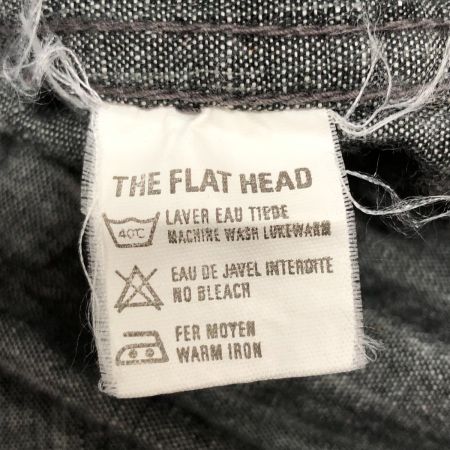 THE FLAT HEAD
40°C
LAVER EAU TIEDE
MACHINE WASH LUKEWARM
EAU DE JAVEL INTERDITE
NO BLEACH
FER MOYEN
WARM IRON